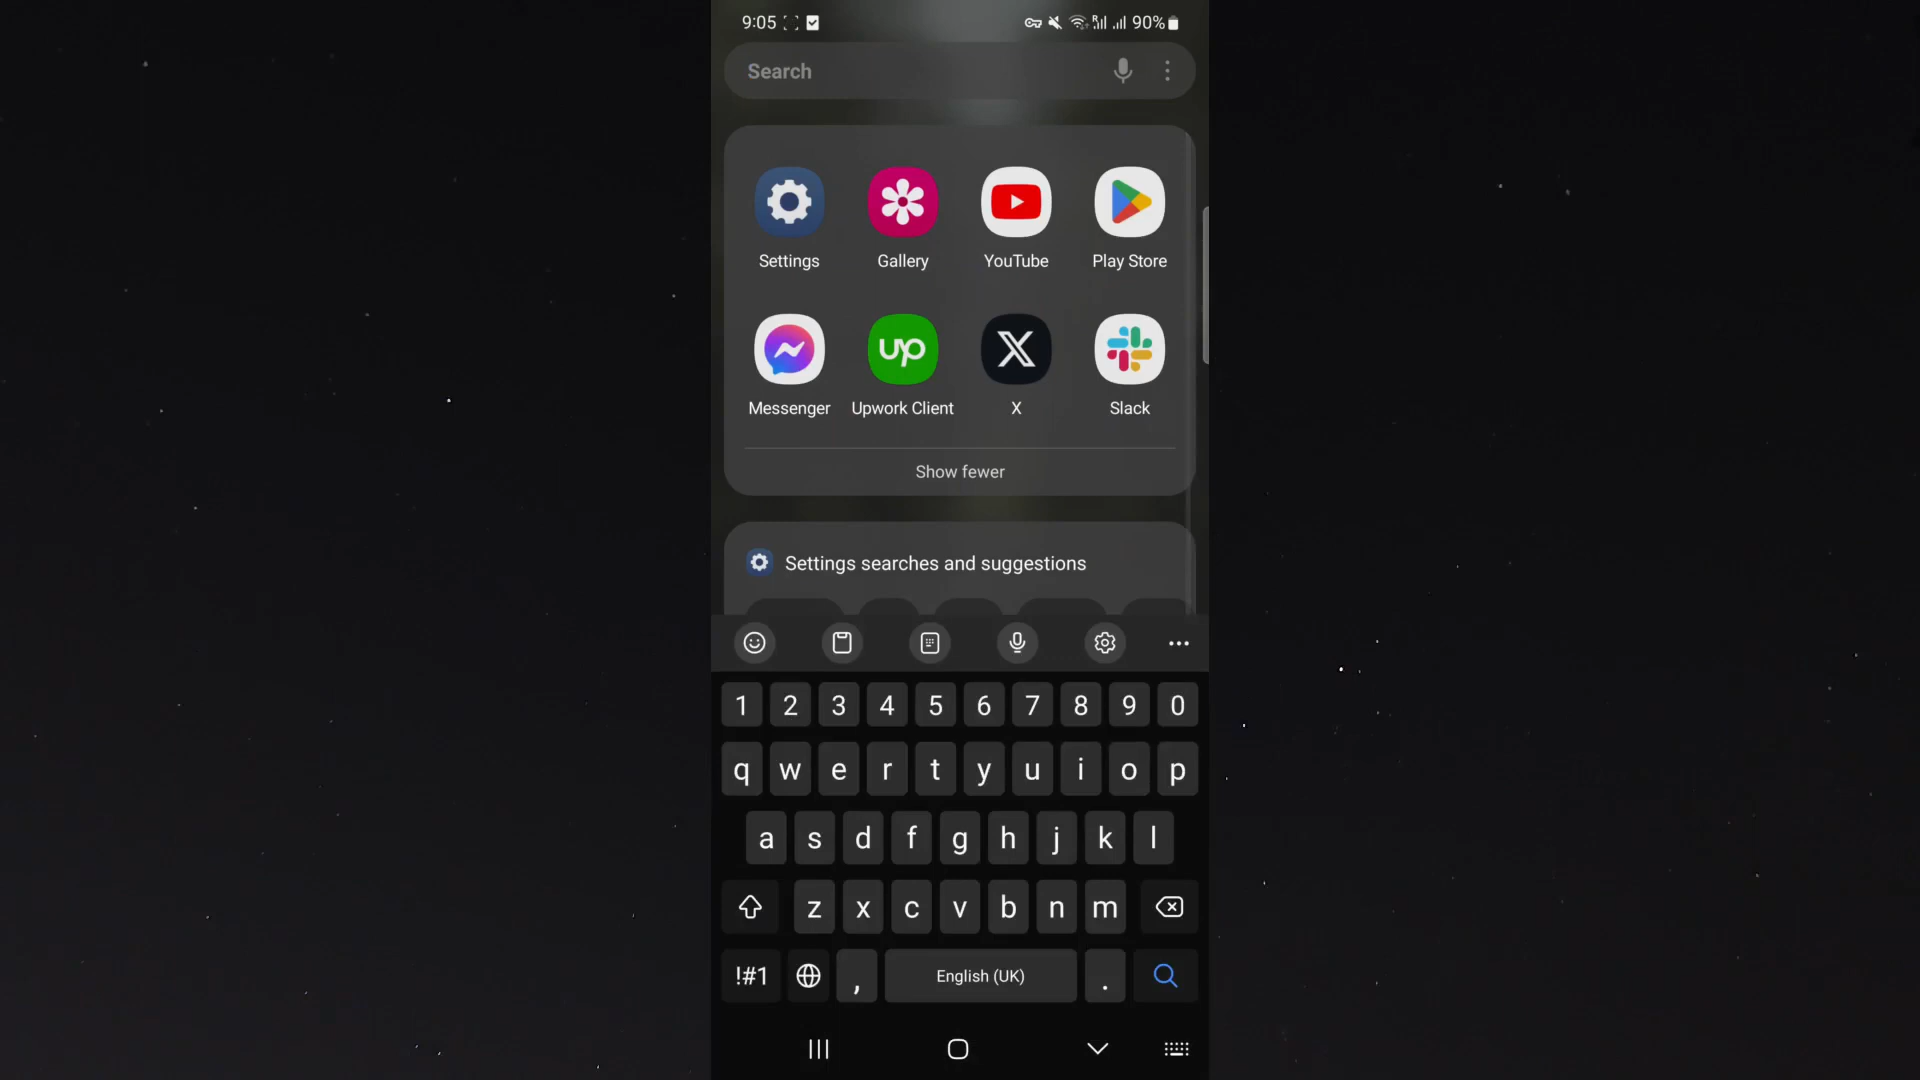 9:05 90%
Search
Settings Gallery YouTube Play Store
up
Messenger Upwork Client X Slack
Show fewer
Settings searches and suggestions
1 2 3 4 5 6 7 8 9 0
q w e r t y u i o p
a s d f g h j k l
z x c v b n m
!#1 , English (UK) .